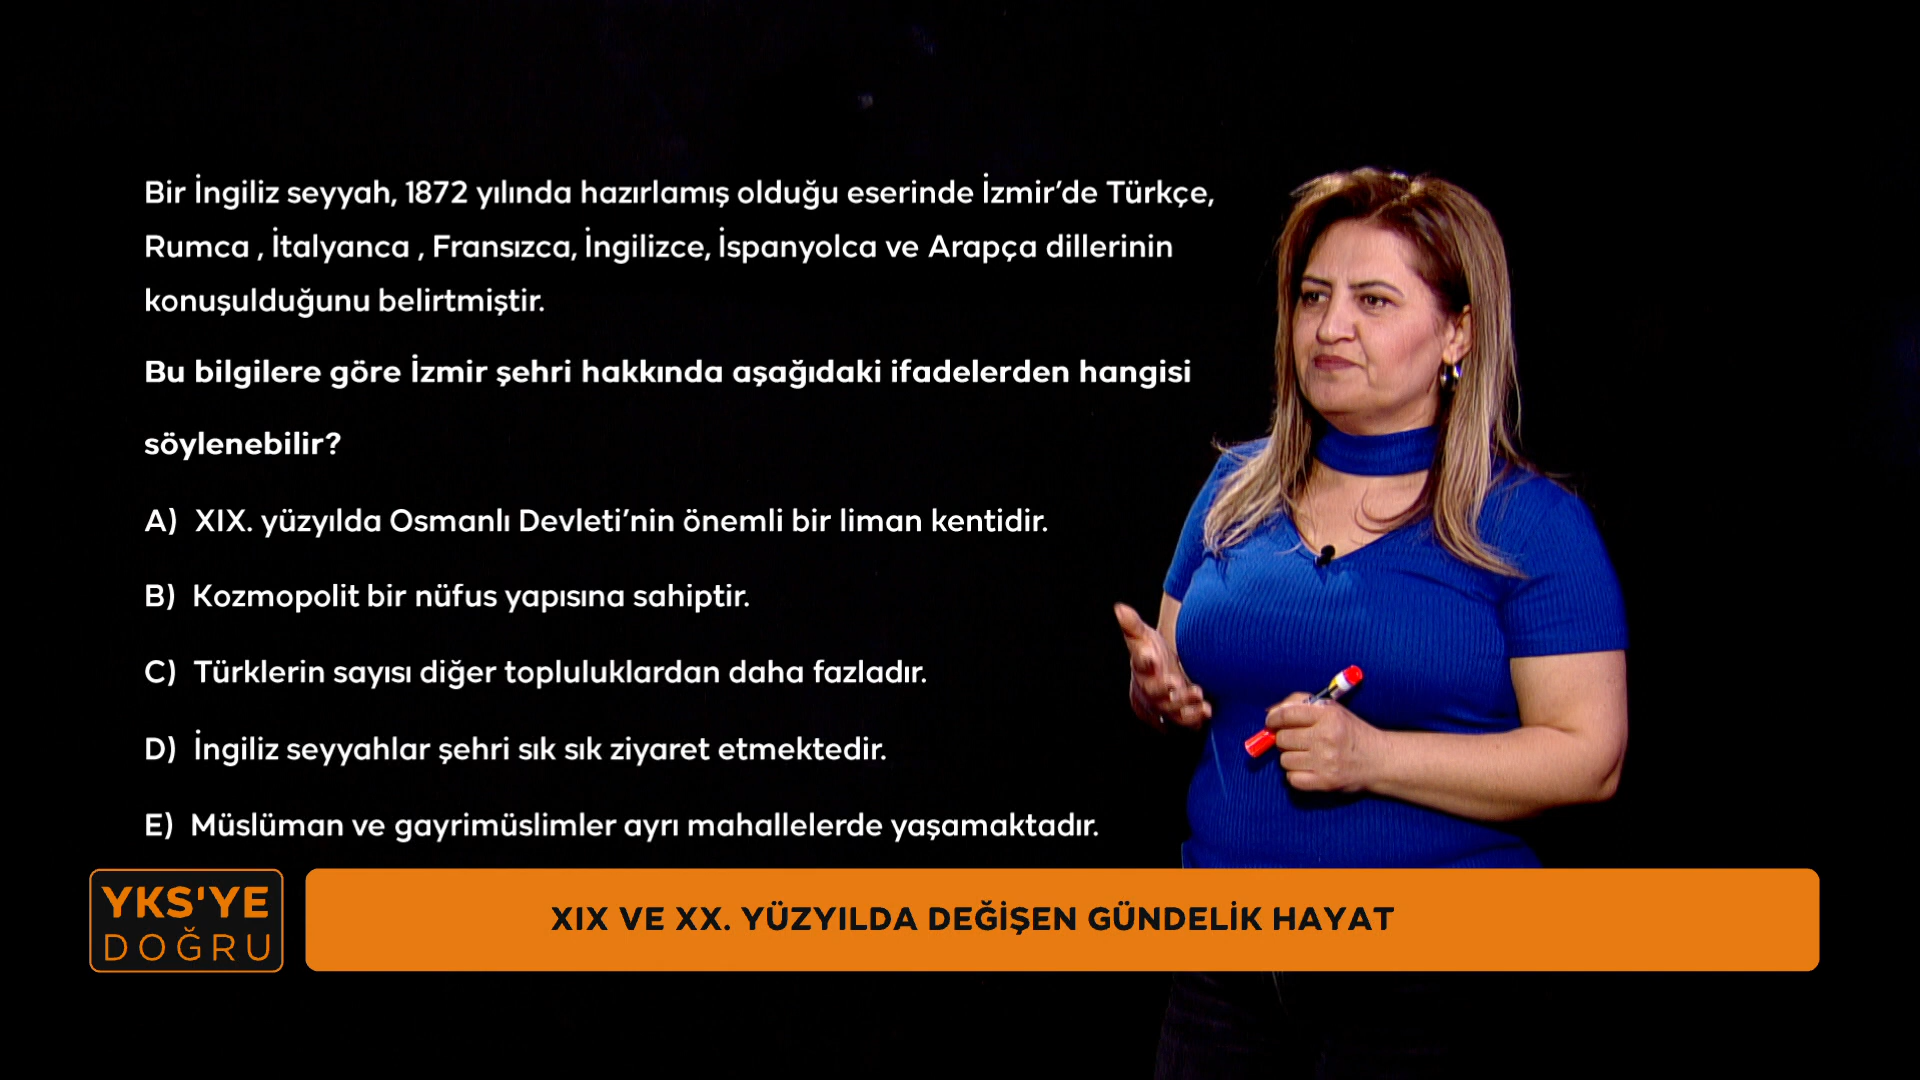 Bir İngiliz seyyah, 1872 yılında hazırlamış olduğu eserinde İzmir’de Türkçe,
Rumca , İtalyanca , Fransızca, İngilizce, İspanyolca ve Arapça dillerinin
konuşulduğunu belirtmiştir.
Bu bilgilere göre İzmir şehri hakkında aşağıdaki ifadelerden hangisi
söylenebilir?
A) XIX. yüzyılda Osmanlı Devleti’nin önemli bir liman kentidir.
B) Kozmopolit bir nüfus yapısına sahiptir.
C) Türklerin sayısı diğer topluluklardan daha fazladır.
D) İngiliz seyyahlar şehri sık sık ziyaret etmektedir.
E) Müslüman ve gayrimüslimler ayrı mahallelerde yaşamaktadır.
YKS'YE
DOĞRU
XIX VE XX. YÜZYILDA DEĞİŞEN GÜNDELİK HAYAT